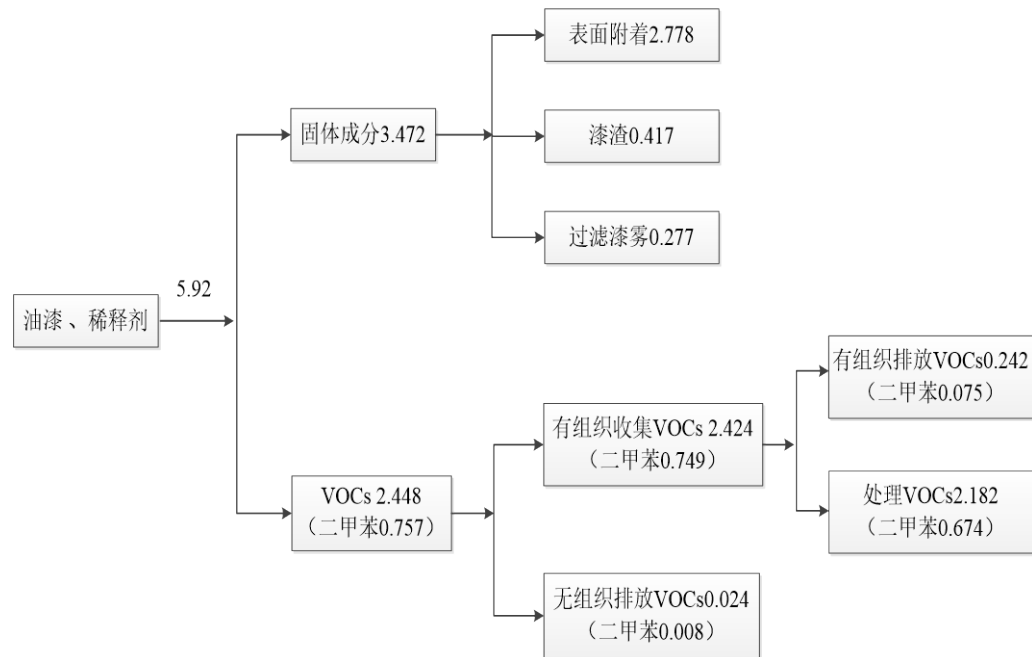 表面附着2.778
固体成分3.472
漆渣0.417
过滤漆雾0.277
5.92
油漆、稀释剂
有组织排放VOCs0.242
（二甲苯0.075）
有组织收集VOCs 2.424
（二甲苯0.749）
VOCs 2.448
（二甲苯0.757）
处理VOCs2.182
（二甲苯0.674）
无组织排放VOCs0.024
（二甲苯0.008）